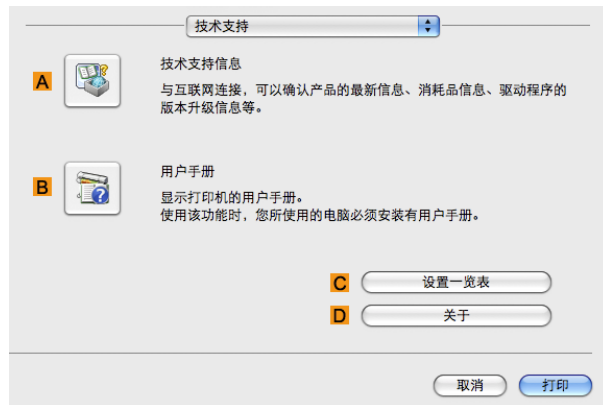 技术支持
A
技术支持信息
与互联网连接，可以确认产品的最新信息、消耗品信息、驱动程序的
版本升级信息等。
B
用户手册
显示打印机的用户手册。
使用该功能时，您所使用的电脑必须安装有用户手册。
C 设置一览表
D 关于
取消 打印